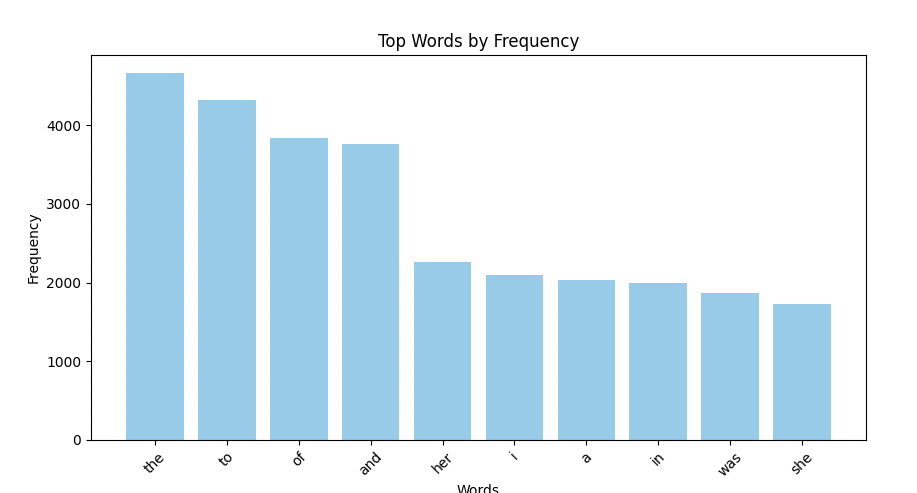 Top Words by Frequency
4000
3000
2000
1000
0
Frequency
the to of and her i a in was she
Words